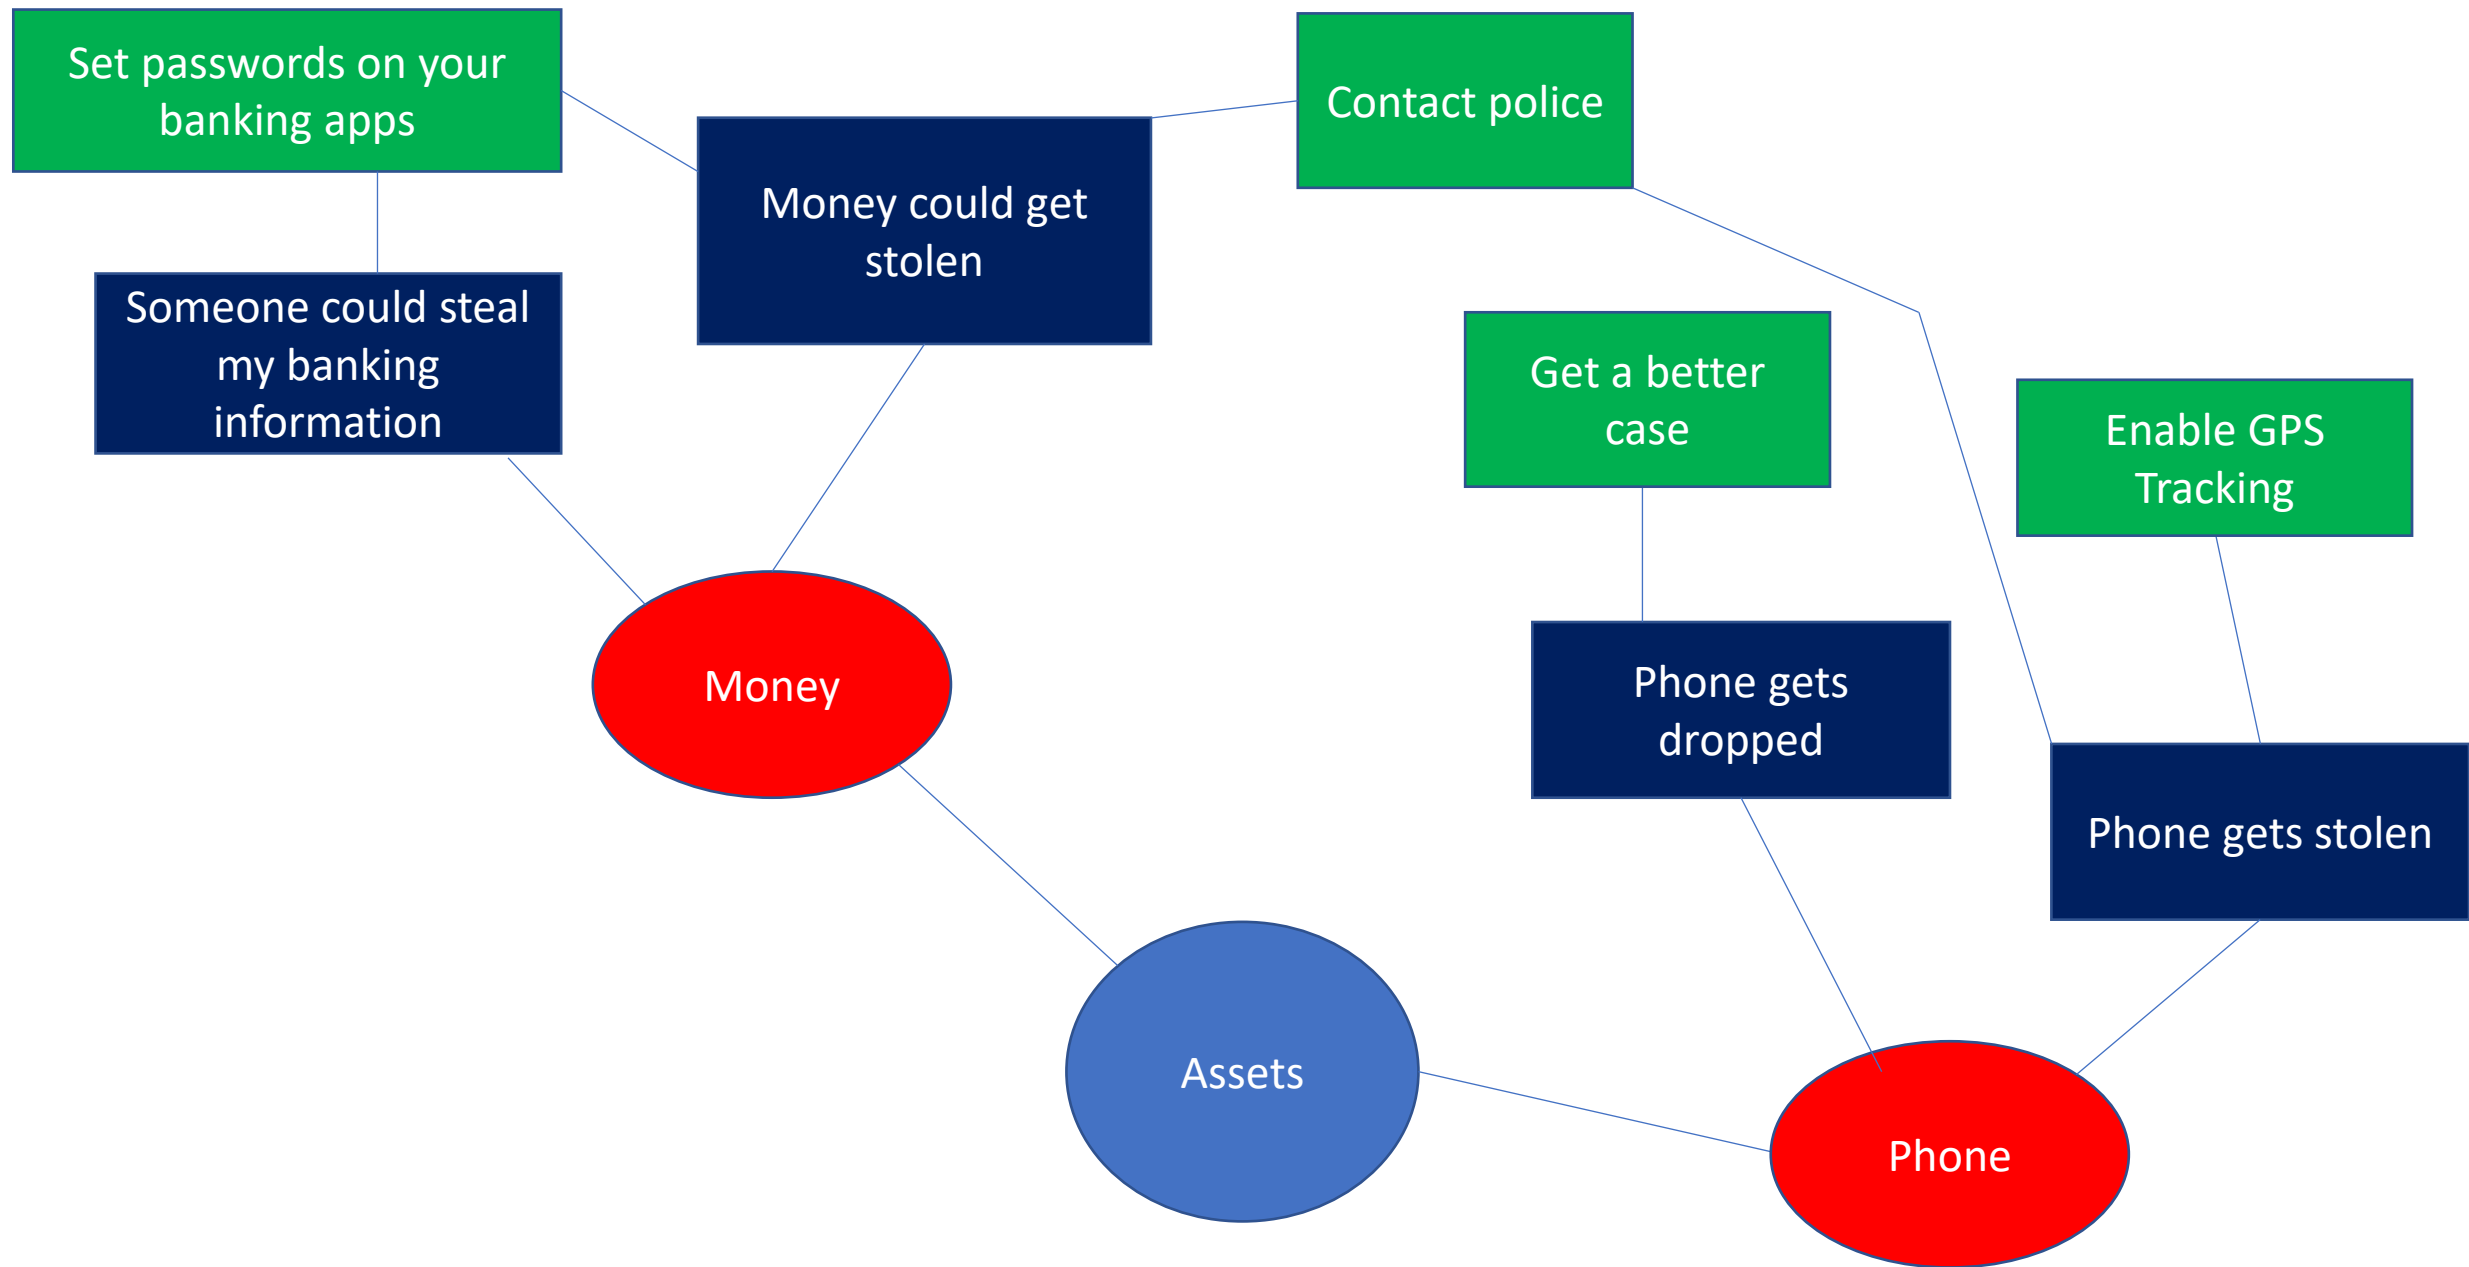 Set passwords on your
banking apps
Contact police
Money could get
stolen
Someone could steal
my banking
information
Get a better
case
Enable GPS
Tracking
Money
Phone gets
dropped
Phone gets stolen
Assets
Phone